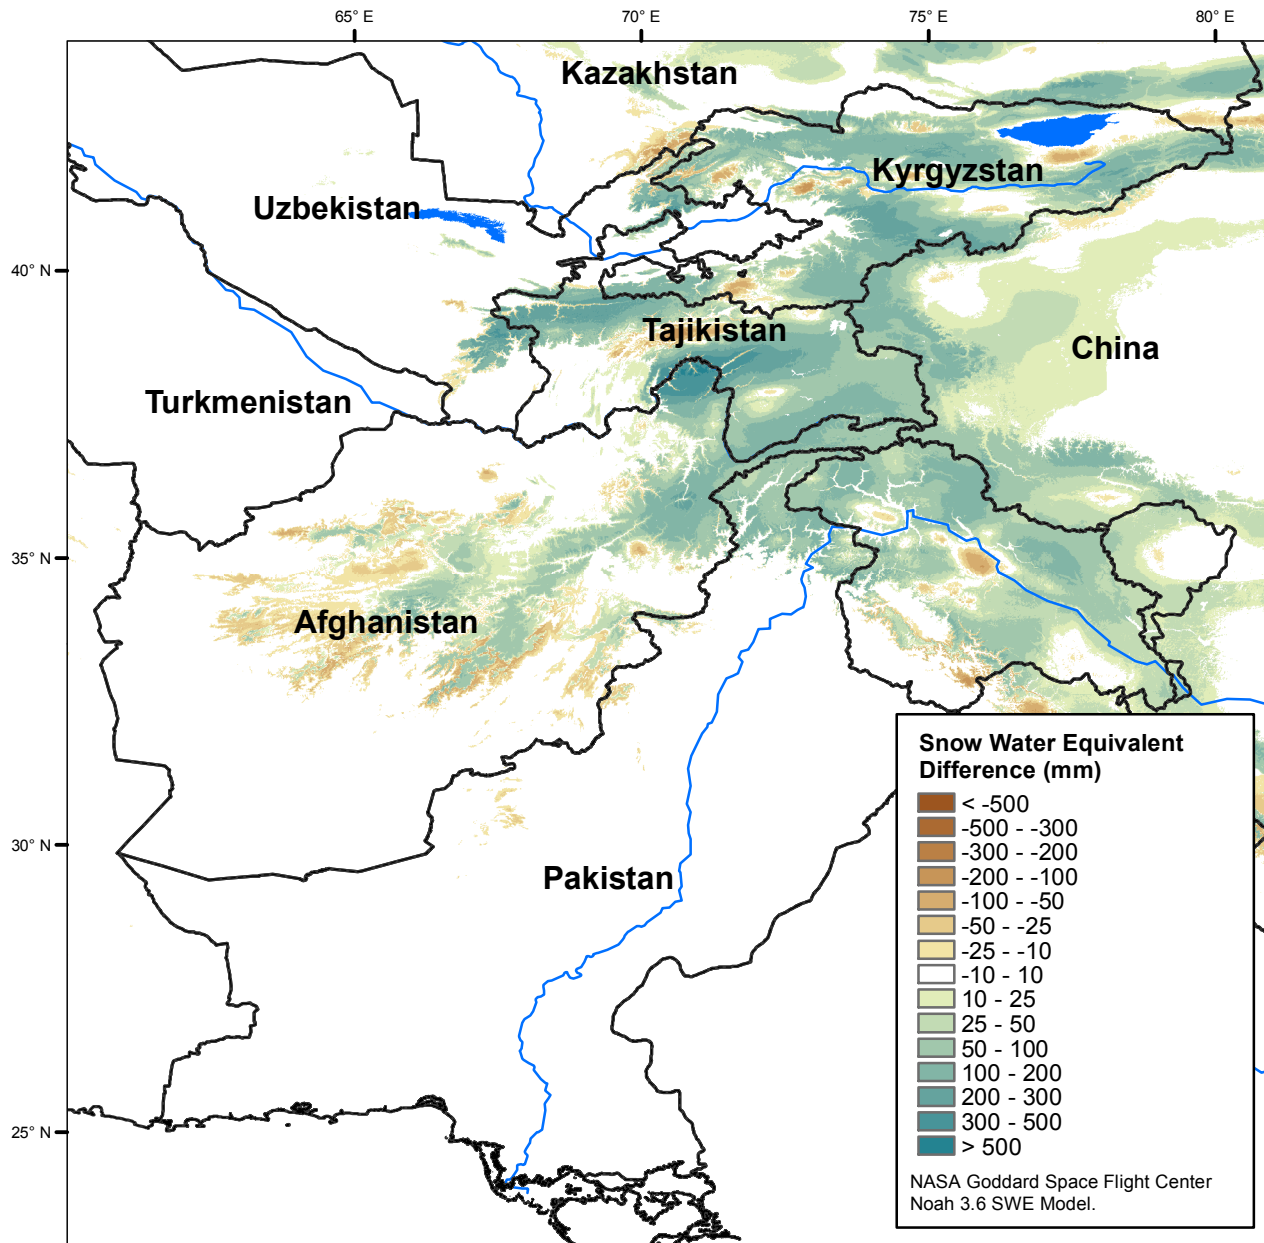 65° E 70° E 75° E 80° E
Kazakhstan
Kyrgyzstan
Uzbekistan
40° N
Tajikistan
China
Turkmenistan
35° N
Afghanistan
30° N
Pakistan
25° N
Snow Water Equivalent
Difference (mm)
< -500
-500 - -300
-300 - -200
-200 - -100
-100 - -50
-50 - -25
-25 - -10
-10 - 10
10 - 25
25 - 50
50 - 100
100 - 200
200 - 300
300 - 500
> 500
NASA Goddard Space Flight Center
Noah 3.6 SWE Model.